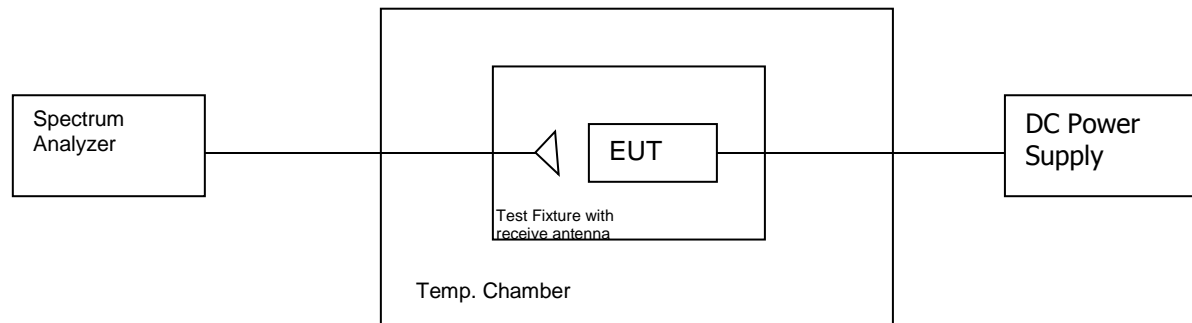 Spectrum
Analyzer
EUT
Test Fixture with
receive antenna
Temp. Chamber
DC Power
Supply